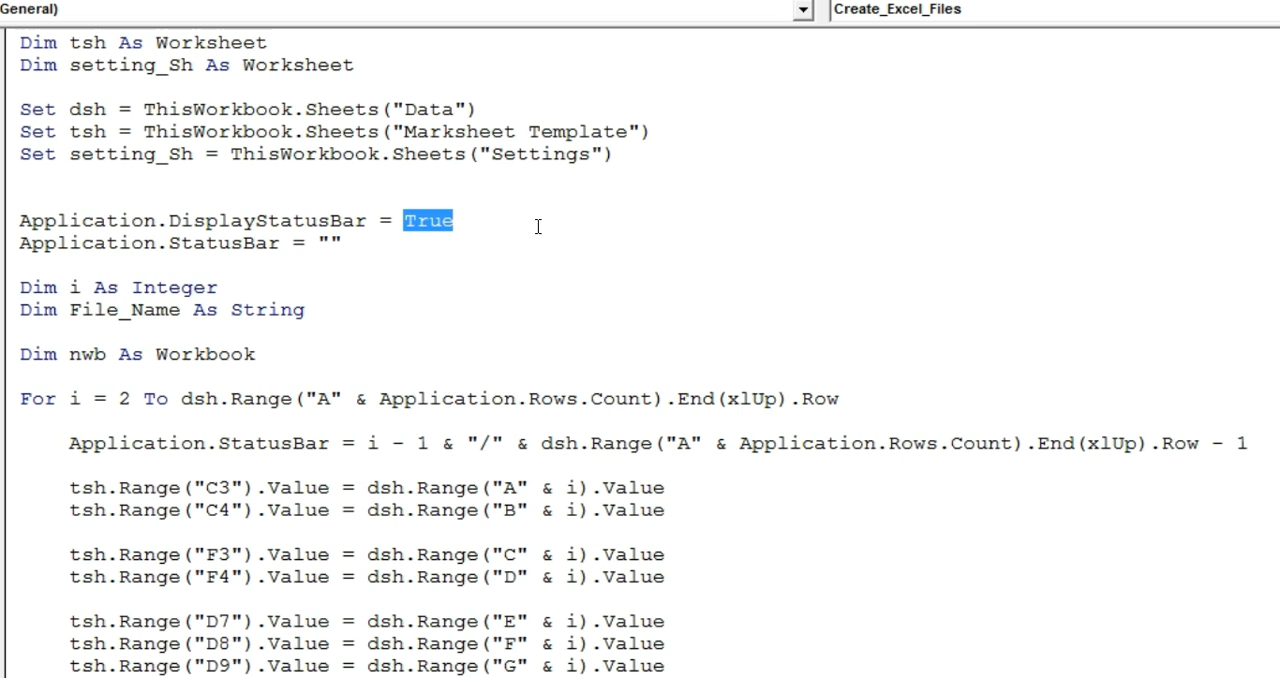 General)
Create_Excel_Files
Dim tsh As Worksheet
Dim setting_Sh As Worksheet
Set dsh = ThisWorkbook.Sheets("Data")
Set tsh = ThisWorkbook.Sheets("Marksheet Template")
Set setting_Sh = ThisWorkbook.Sheets("Settings")
Application.DisplayStatusBar = True
Application.StatusBar = ""
Dim i As Integer
Dim File_Name As String
Dim nwb As Workbook
For i = 2 To dsh.Range("A" & Application.Rows.Count).End(xlUp).Row
Application.StatusBar = i - 1 & "/" & dsh.Range("A" & Application.Rows.Count).End(xlUp).Row - 1
tsh.Range("C3").Value = dsh.Range("A" & i).Value
tsh.Range("C4").Value = dsh.Range("B" & i).Value
tsh.Range("F3").Value = dsh.Range("C" & i).Value
tsh.Range("F4").Value = dsh.Range("D" & i).Value
tsh.Range("D7").Value = dsh.Range("E" & i).Value
tsh.Range("D8").Value = dsh.Range("F" & i).Value
tsh.Range("D9").Value = dsh.Range("G" & i).Value